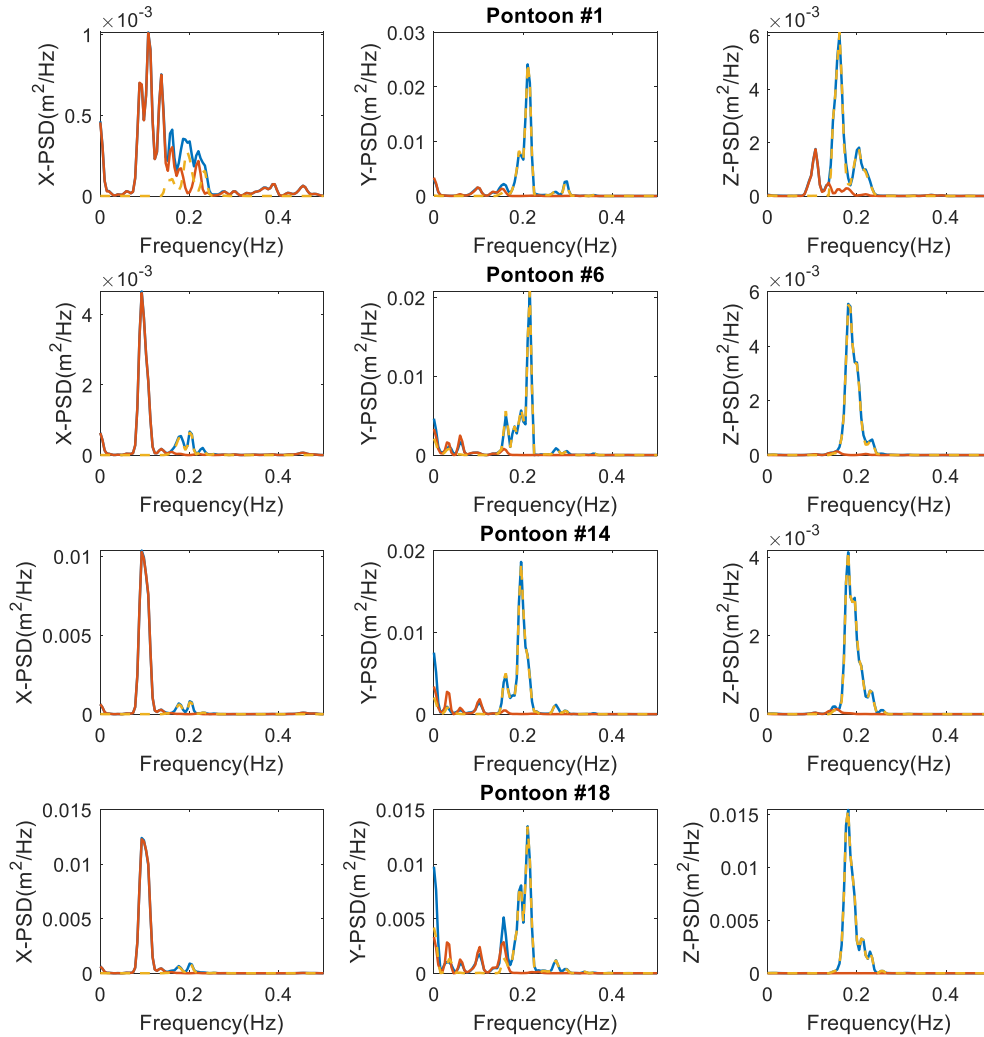 Pontoon #1
×10⁻³
1
0.5
0
X-PSD(m²/Hz)
0 0.2 0.4
Frequency(Hz)
0.03
0.02
0.01
0
Y-PSD(m²/Hz)
0 0.2 0.4
Frequency(Hz)
×10⁻³
6
4
2
0
Z-PSD(m²/Hz)
0 0.2 0.4
Frequency(Hz)
Pontoon #6
×10⁻³
4
2
0
X-PSD(m²/Hz)
0 0.2 0.4
Frequency(Hz)
0.02
0.01
0
Y-PSD(m²/Hz)
0 0.2 0.4
Frequency(Hz)
×10⁻³
6
4
2
0
Z-PSD(m²/Hz)
0 0.2 0.4
Frequency(Hz)
Pontoon #14
0.01
0.005
0
X-PSD(m²/Hz)
0 0.2 0.4
Frequency(Hz)
0.02
0.01
0
Y-PSD(m²/Hz)
0 0.2 0.4
Frequency(Hz)
×10⁻³
4
2
0
Z-PSD(m²/Hz)
0 0.2 0.4
Frequency(Hz)
Pontoon #18
0.015
0.01
0.005
0
X-PSD(m²/Hz)
0 0.2 0.4
Frequency(Hz)
0.015
0.01
0.005
0
Y-PSD(m²/Hz)
0 0.2 0.4
Frequency(Hz)
0.015
0.01
0.005
0
Z-PSD(m²/Hz)
0 0.2 0.4
Frequency(Hz)